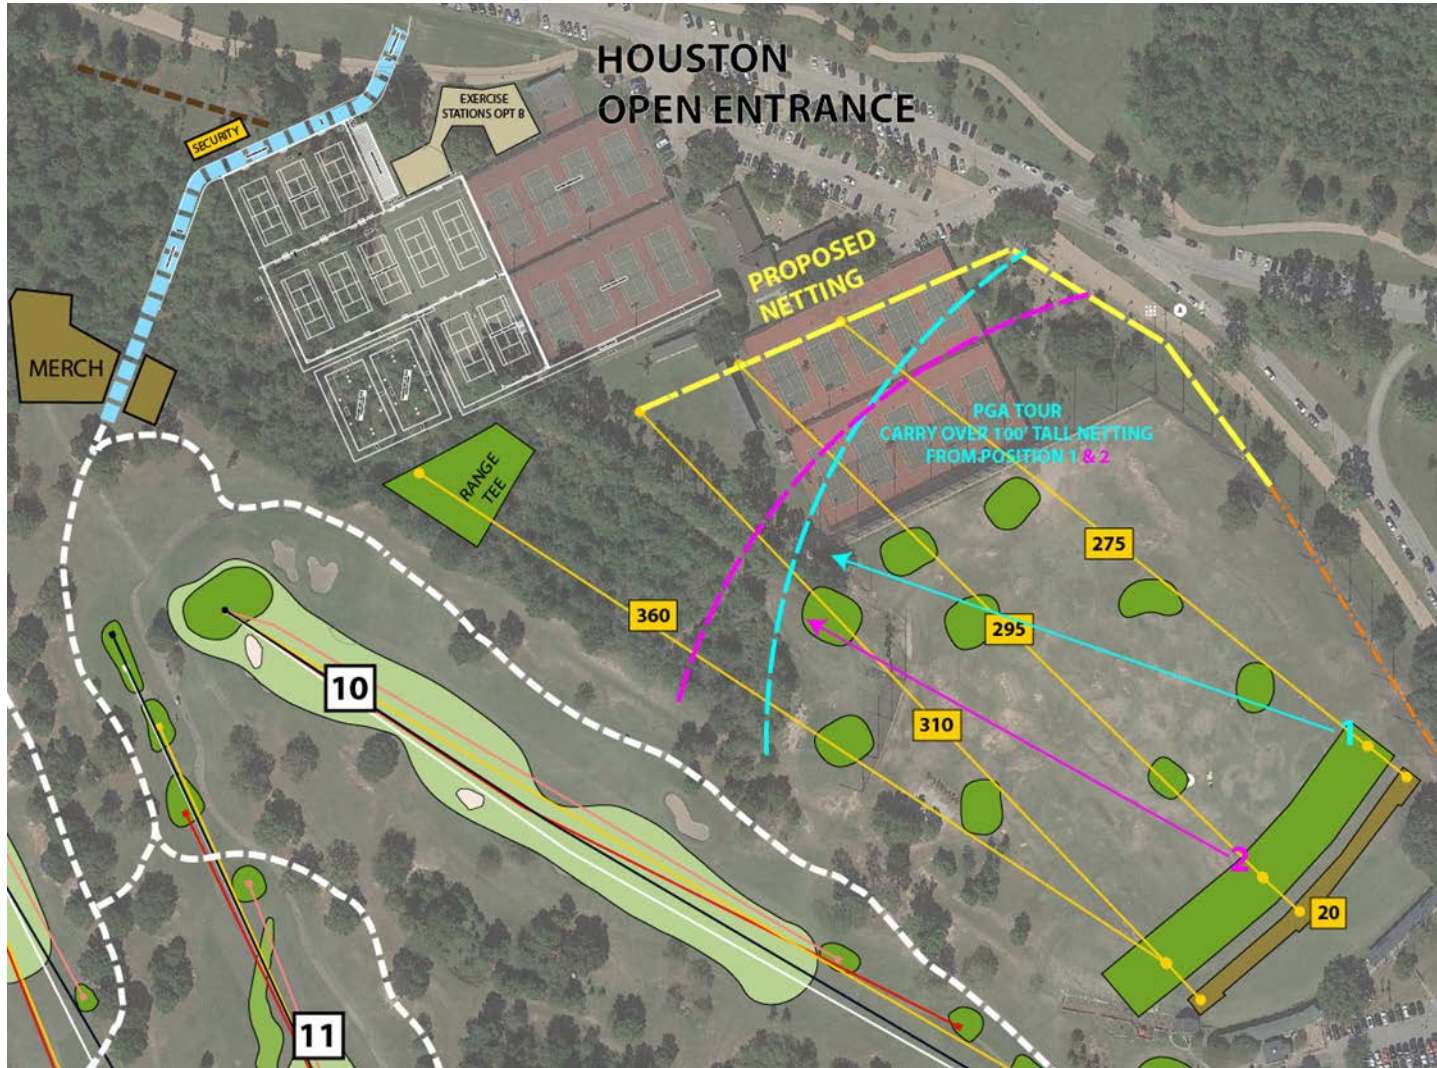 HOUSTON
OPEN ENTRANCE
EXERCISE
STATIONS OPT B
SECURITY
MERCH
PROPOSED
NETTING
PGA TOUR
CARRY OVER 100' TALL NETTING
FROM POSITION 1 & 2
RANGE
TEE
275
360
295
310
10
1
2
20
11